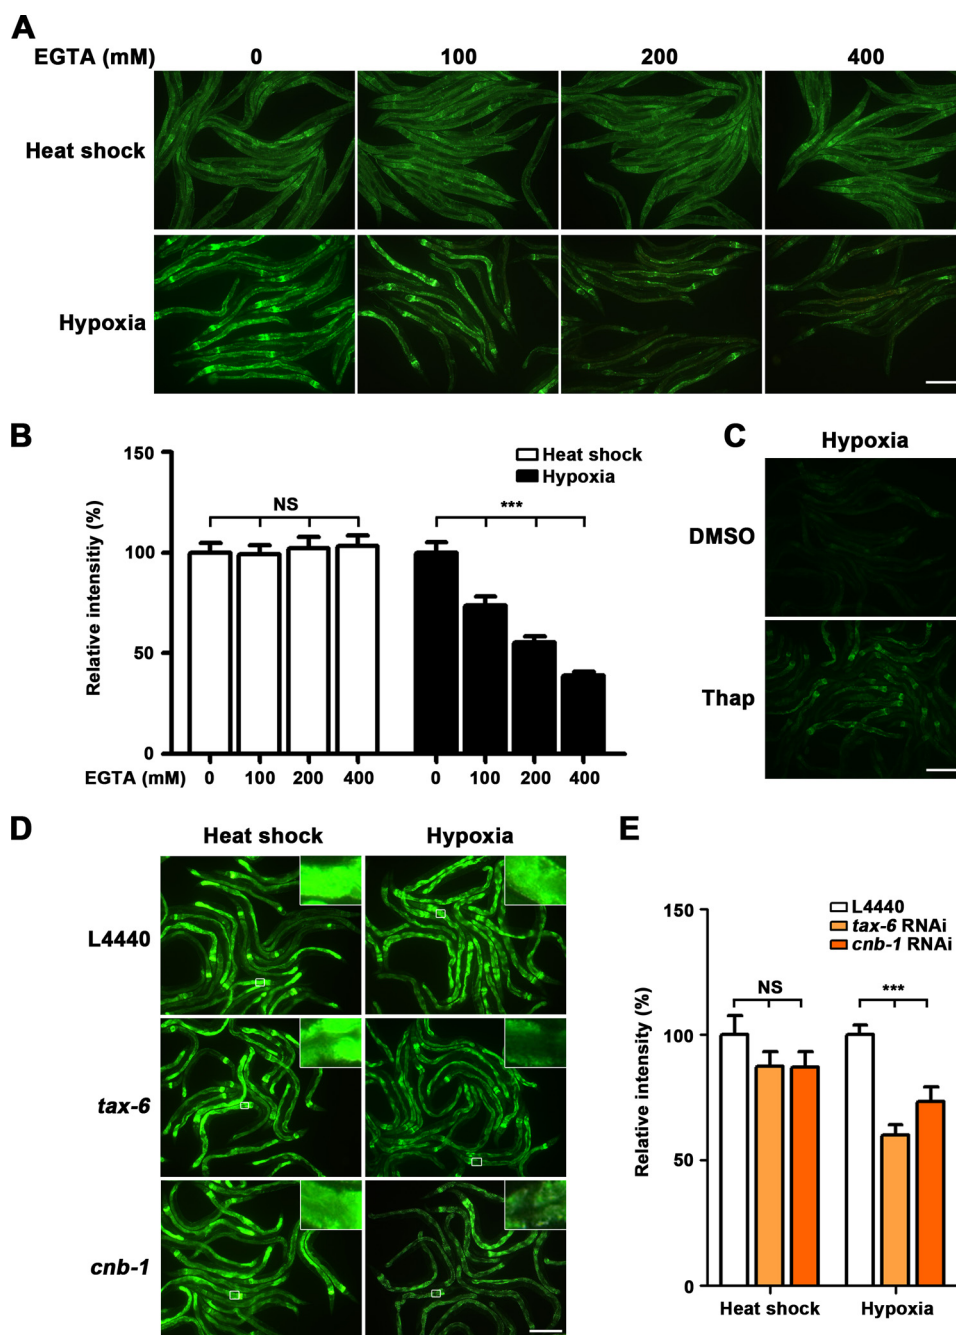 A
EGTA (mM) 0 100 200 400
Heat shock
Hypoxia
B
150
100
50
0
Relative intensitiy (%)
Heat shock
Hypoxia
NS
***
EGTA (mM) 0 100 200 400 0 100 200 400
C
Hypoxia
DMSO
Thap
D
Heat shock Hypoxia
L4440
tax-6
cnb-1
E
150
100
50
0
Relative intensity (%)
L4440
tax-6 RNAi
cnb-1 RNAi
NS
***
Heat shock Hypoxia